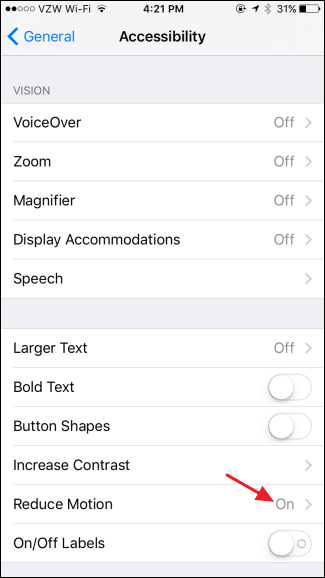 VZW Wi-Fi 4:21 PM 31%
General Accessibility
VISION
VoiceOver Off
Zoom Off
Magnifier Off
Display Accommodations Off
Speech
Larger Text Off
Bold Text
Button Shapes
Increase Contrast
Reduce Motion On
On/Off Labels